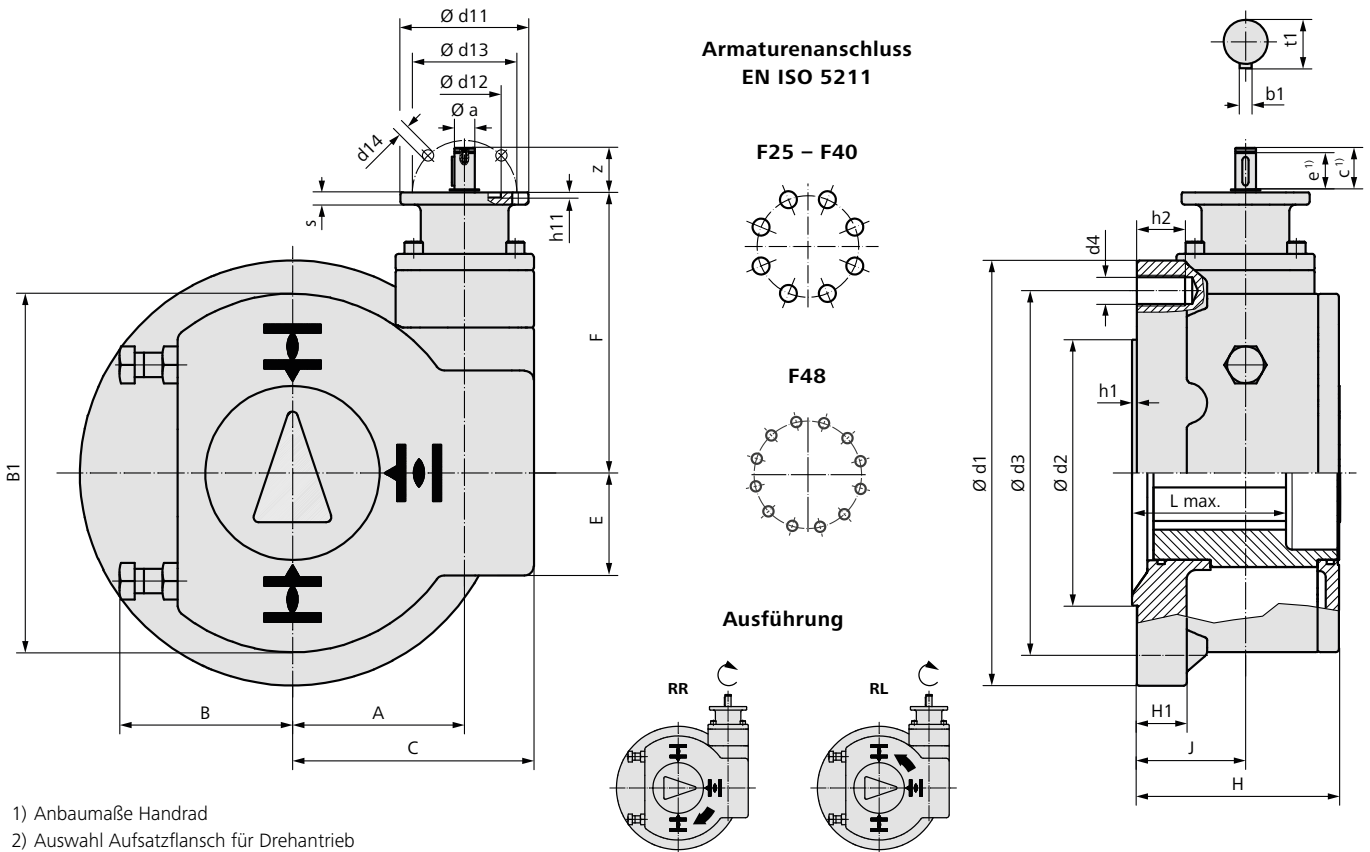 Ø d11
Ø d13
Ø d12
Ø a
d14
z
s
h11
F
E
B1
B
A
C
Armaturenanschluss
EN ISO 5211
F25 – F40
F48
Ausführung
RR
RL
t1
b1
e 1)
c 1)
h2
d4
h1
Ø d1
Ø d3
Ø d2
L max.
H1
J
H
1) Anbaumaße Handrad
2) Auswahl Aufsatzflansch für Drehantrieb